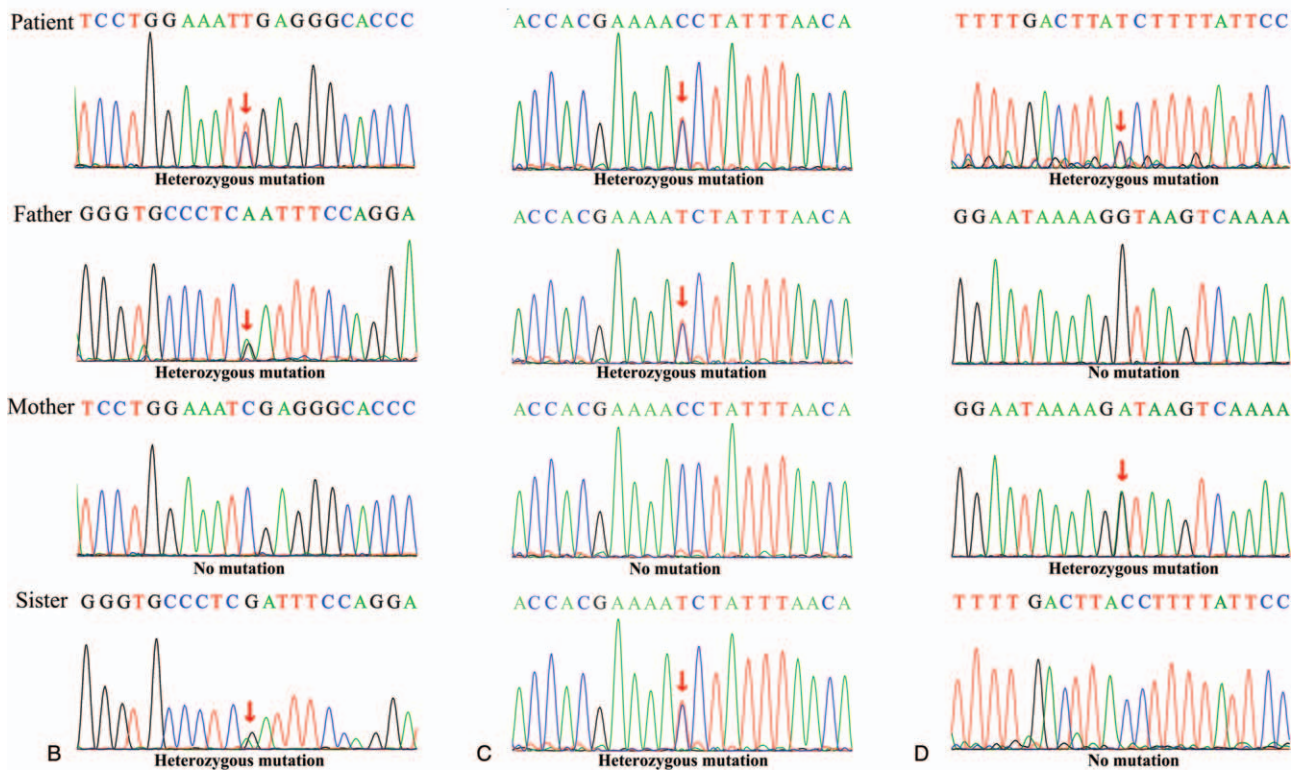 Patient
TCCTGGAAATTGAGGGCACCC
ACCACGAAAACCTATTTAACA
TTTTGACTTATCTTTTATTCC
Heterozygous mutation
Heterozygous mutation
Heterozygous mutation
Father
GGGTGCCCTCAATTTCCAGGA
ACCACGAAAATCTATTTAACA
GGAATAAAAGGTAAGTCAAAA
Heterozygous mutation
Heterozygous mutation
No mutation
Mother
TCCTGGAAATCGAGGGCACCC
ACCACGAAAACCTATTTAACA
GGAATAAAAGATAAGTCAAAA
No mutation
No mutation
Heterozygous mutation
Sister
GGGTGCCCTCGATTTCCAGGA
ACCACGAAAATCTATTTAACA
TTTTGACTTACCTTTTATTCC
B
C
D
Heterozygous mutation
Heterozygous mutation
No mutation